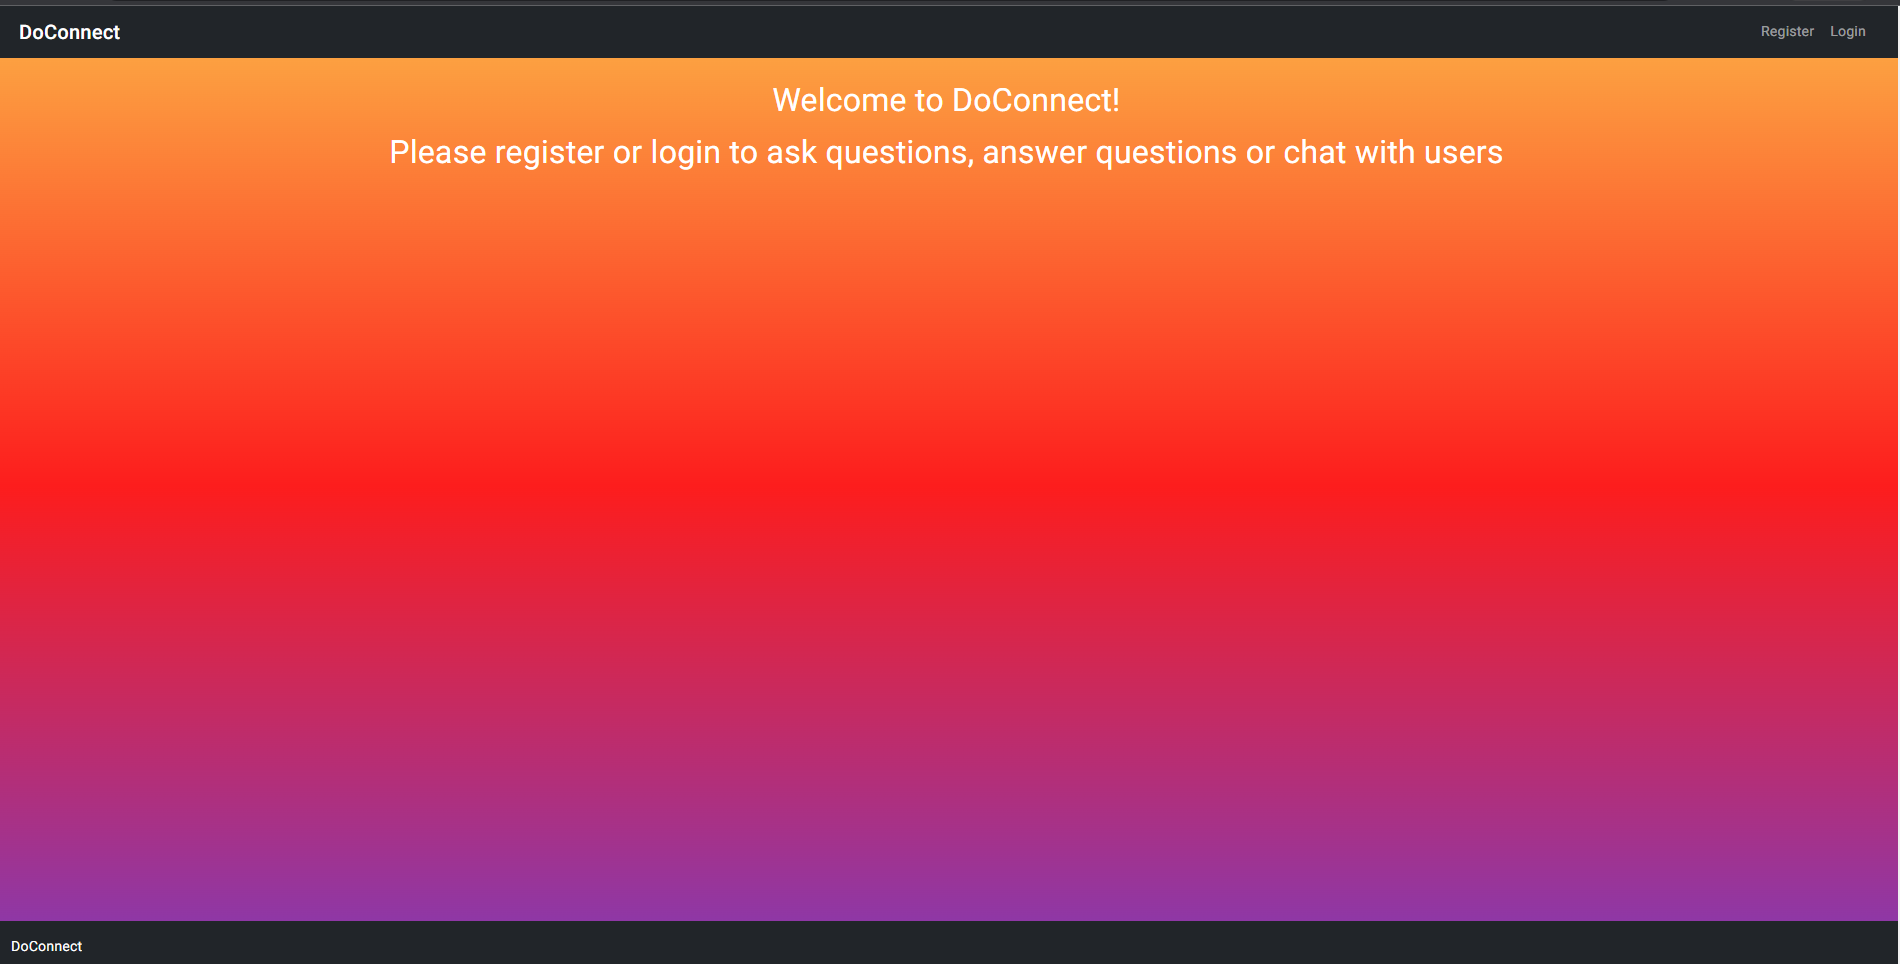 DoConnect
Register Login
Welcome to DoConnect!
Please register or login to ask questions, answer questions or chat with users
DoConnect